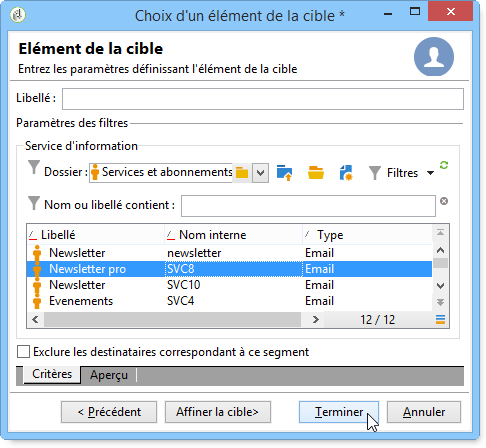 Choix d'un élément de la cible *
Elément de la cible
Entrez les paramètres définissant l'élément de la cible
Libellé :
Paramètres des filtres
Service d'information
Dossier : Services et abonnements Filtres
Nom ou libellé contient :
Libellé Nom interne Type
Newsletter newsletter Email
Newsletter pro SVC8 Email
Newsletter SVC10 Email
Evenements SVC4 Email
12 / 12
Exclure les destinataires correspondant à ce segment
Critères Aperçu
< Précédent Affiner la cible> Terminer Annuler